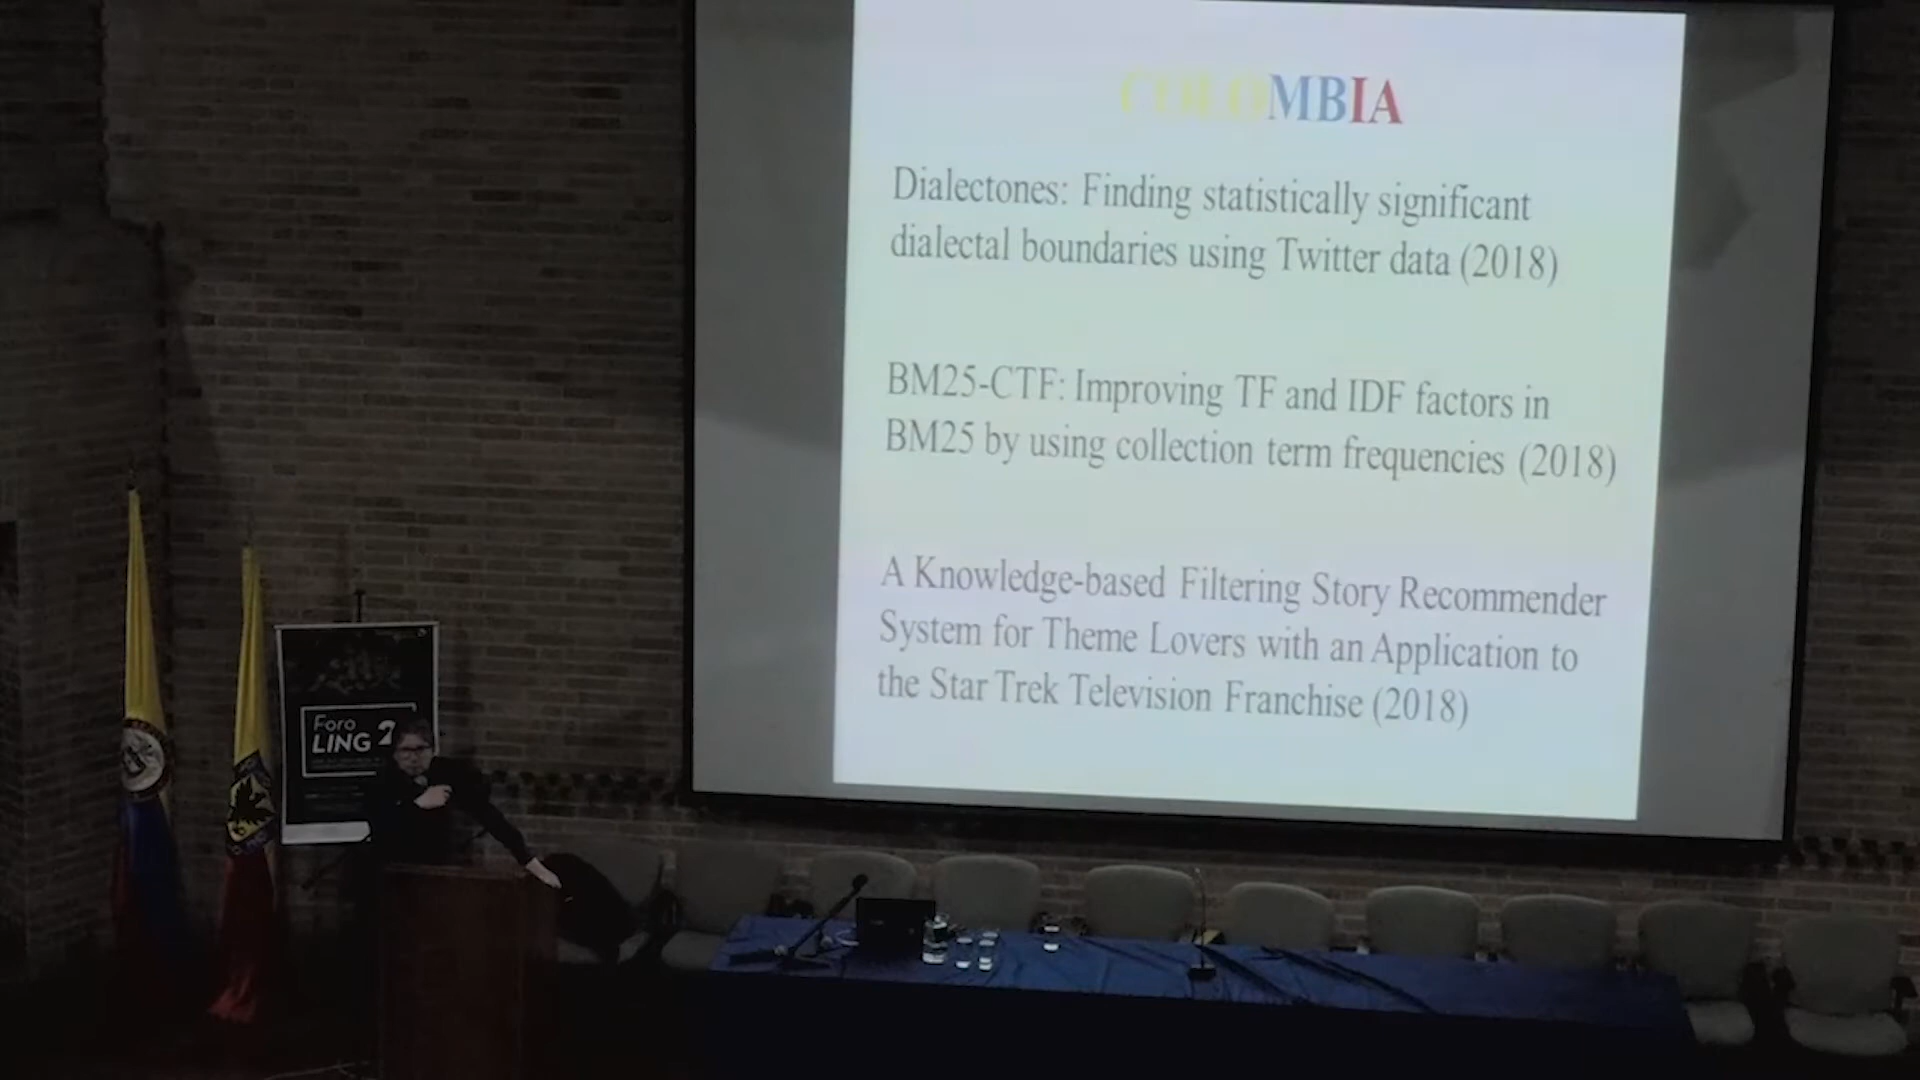 COLOMBIA
Dialectones: Finding statistically significant
dialectal boundaries using Twitter data (2018)
BM25-CTF: Improving TF and IDF factors in
BM25 by using collection term frequencies (2018)
A Knowledge-based Filtering Story Recommender
System for Theme Lovers with an Application to
the Star Trek Television Franchise (2018)
Foro
LING 2